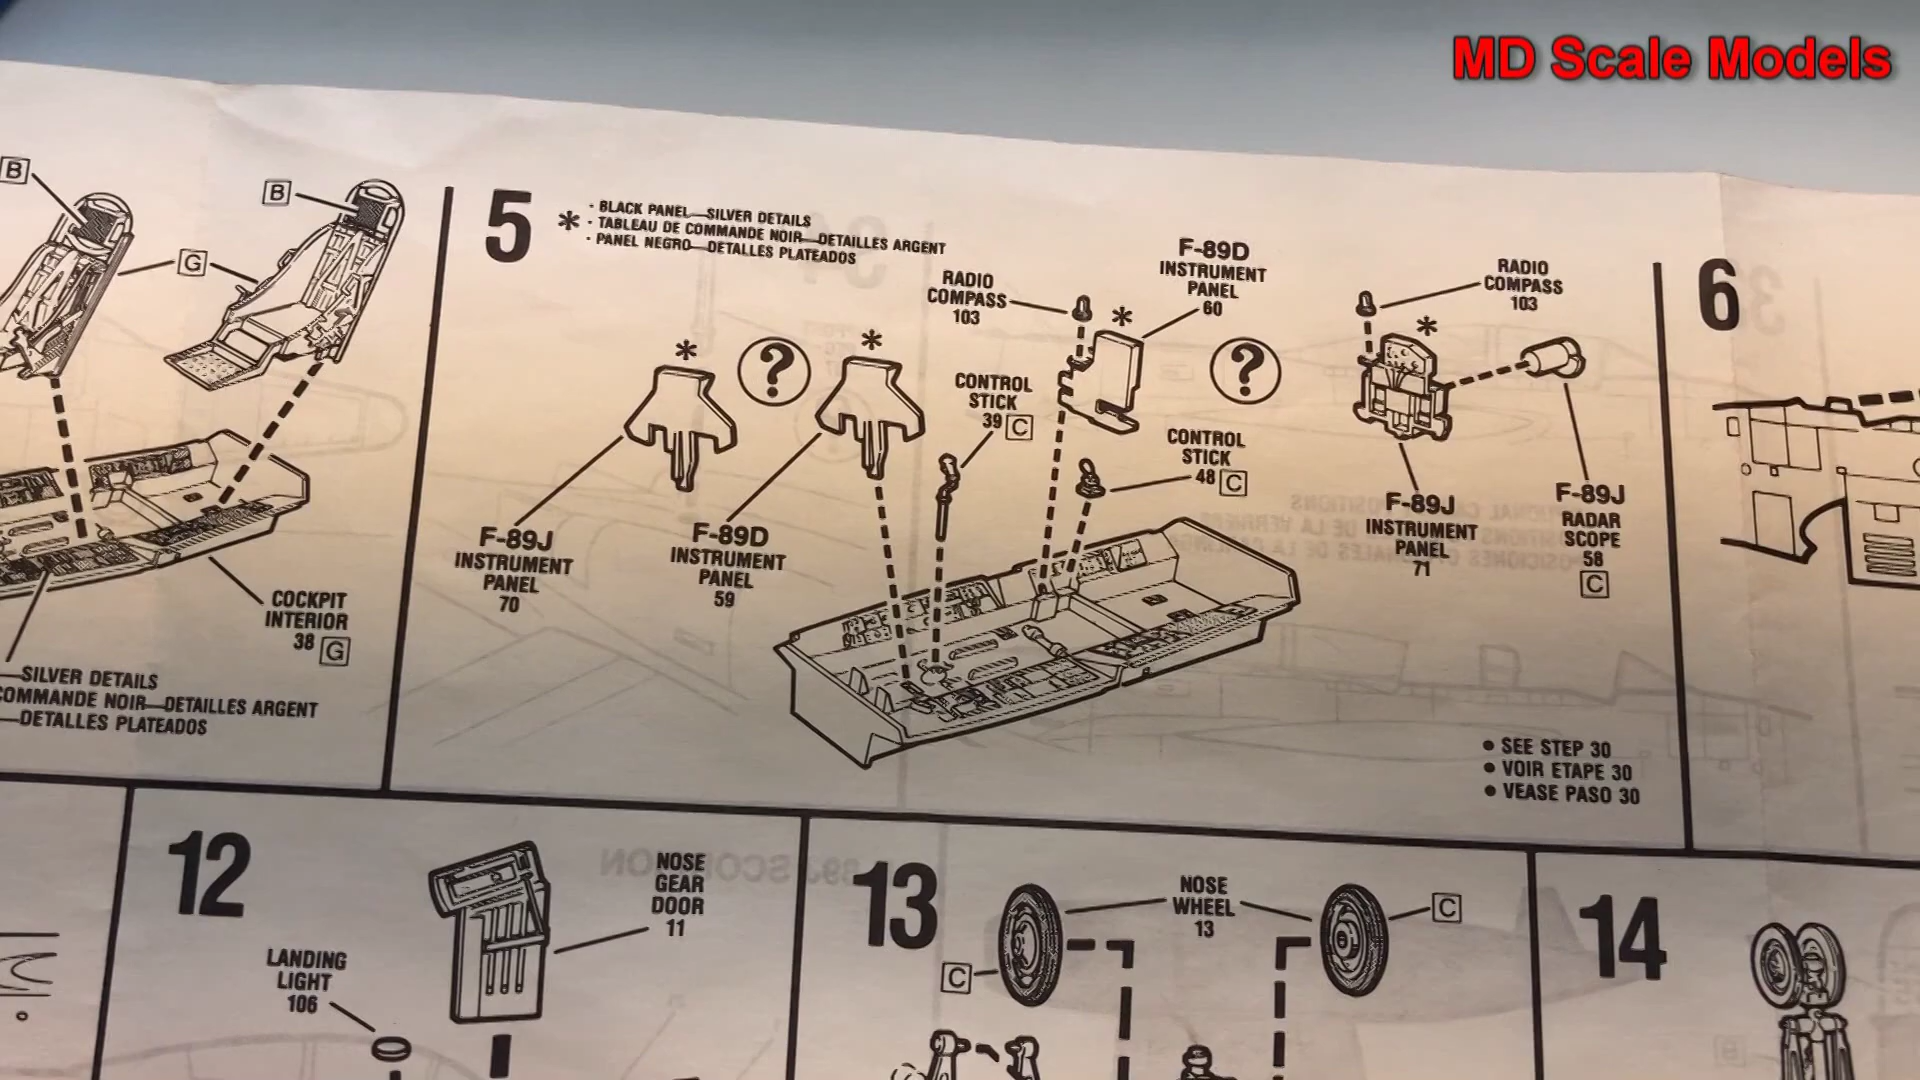 MD Scale Models
B
B
G
COCKPIT
INTERIOR
38 G
SILVER DETAILS
COMMANDE NOIR—DETAILLES ARGENT
—DETALLES PLATEADOS
5
* · BLACK PANEL—SILVER DETAILS
· TABLEAU DE COMMANDE NOIR—DETAILLES ARGENT
· PANEL NEGRO—DETALLES PLATEADOS
*
?
*
F-89J
INSTRUMENT
PANEL
70
F-89D
INSTRUMENT
PANEL
59
RADIO
COMPASS
103
CONTROL
STICK
39 C
*
F-89D
INSTRUMENT
PANEL
60
CONTROL
STICK
48 C
?
*
RADIO
COMPASS
103
F-89J
INSTRUMENT
PANEL
71
F-89J
RADAR
SCOPE
58
C
• SEE STEP 30
• VOIR ETAPE 30
• VEASE PASO 30
6
12
NOSE
GEAR
DOOR
11
LANDING
LIGHT
106
13
NOSE
WHEEL
13
C
C
14